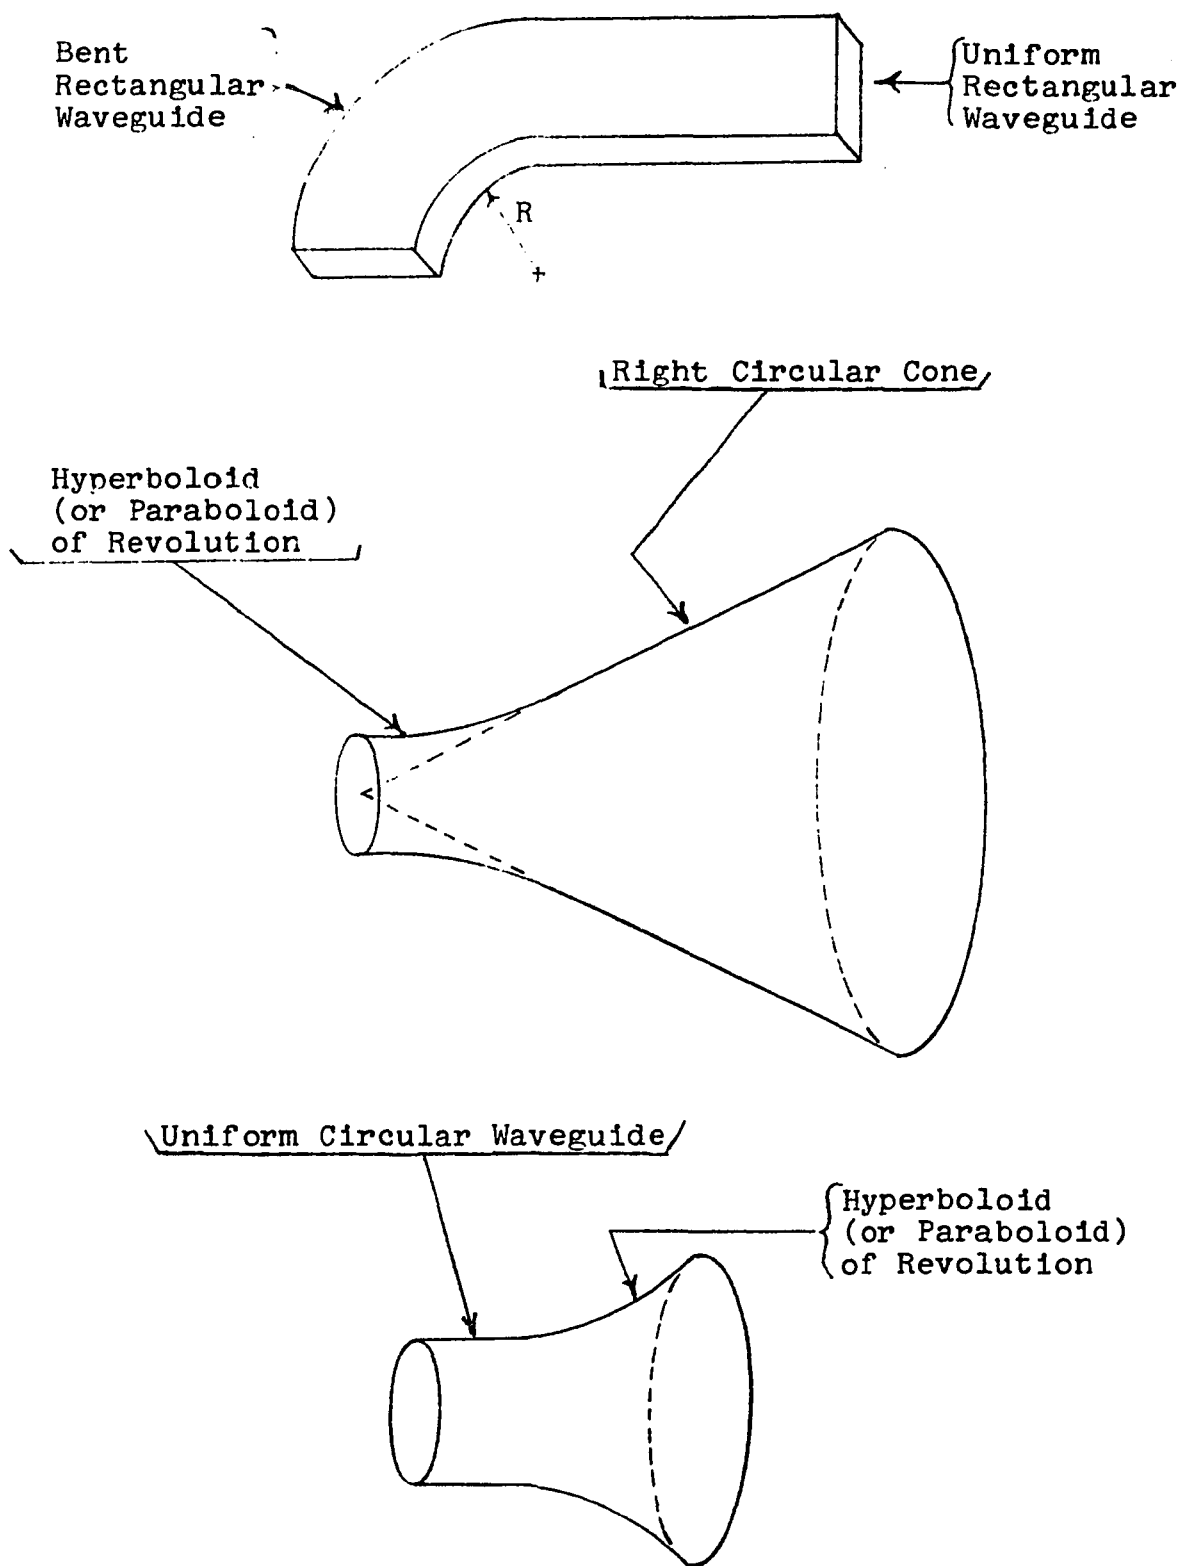 Bent
Rectangular
Waveguide
Uniform
Rectangular
Waveguide
R
Right Circular Cone
Hyperboloid
(or Paraboloid)
of Revolution
Uniform Circular Waveguide
Hyperboloid
(or Paraboloid)
of Revolution